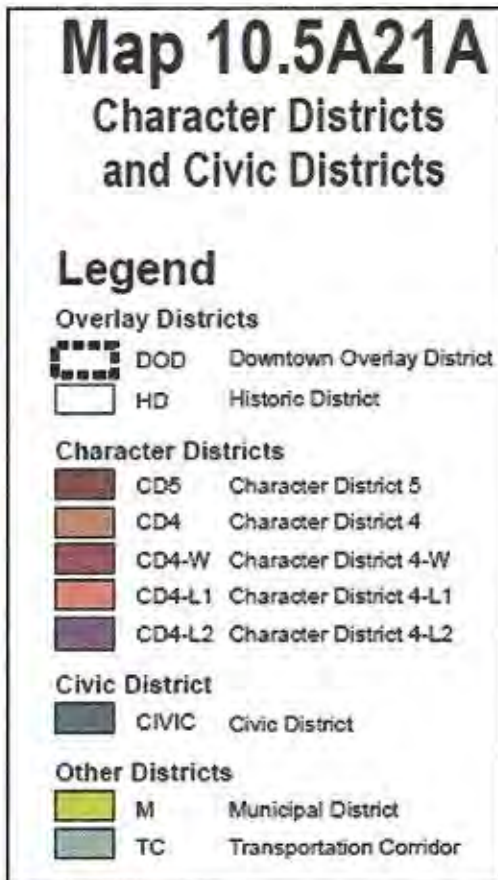 Map 10.5A21A
Character Districts
and Civic Districts
Legend
Overlay Districts
DOD Downtown Overlay District
HD Historic District
Character Districts
CD5 Character District 5
CD4 Character District 4
CD4-W Character District 4-W
CD4-L1 Character District 4-L1
CD4-L2 Character District 4-L2
Civic District
CIVIC Civic District
Other Districts
M Municipal District
TC Transportation Corridor